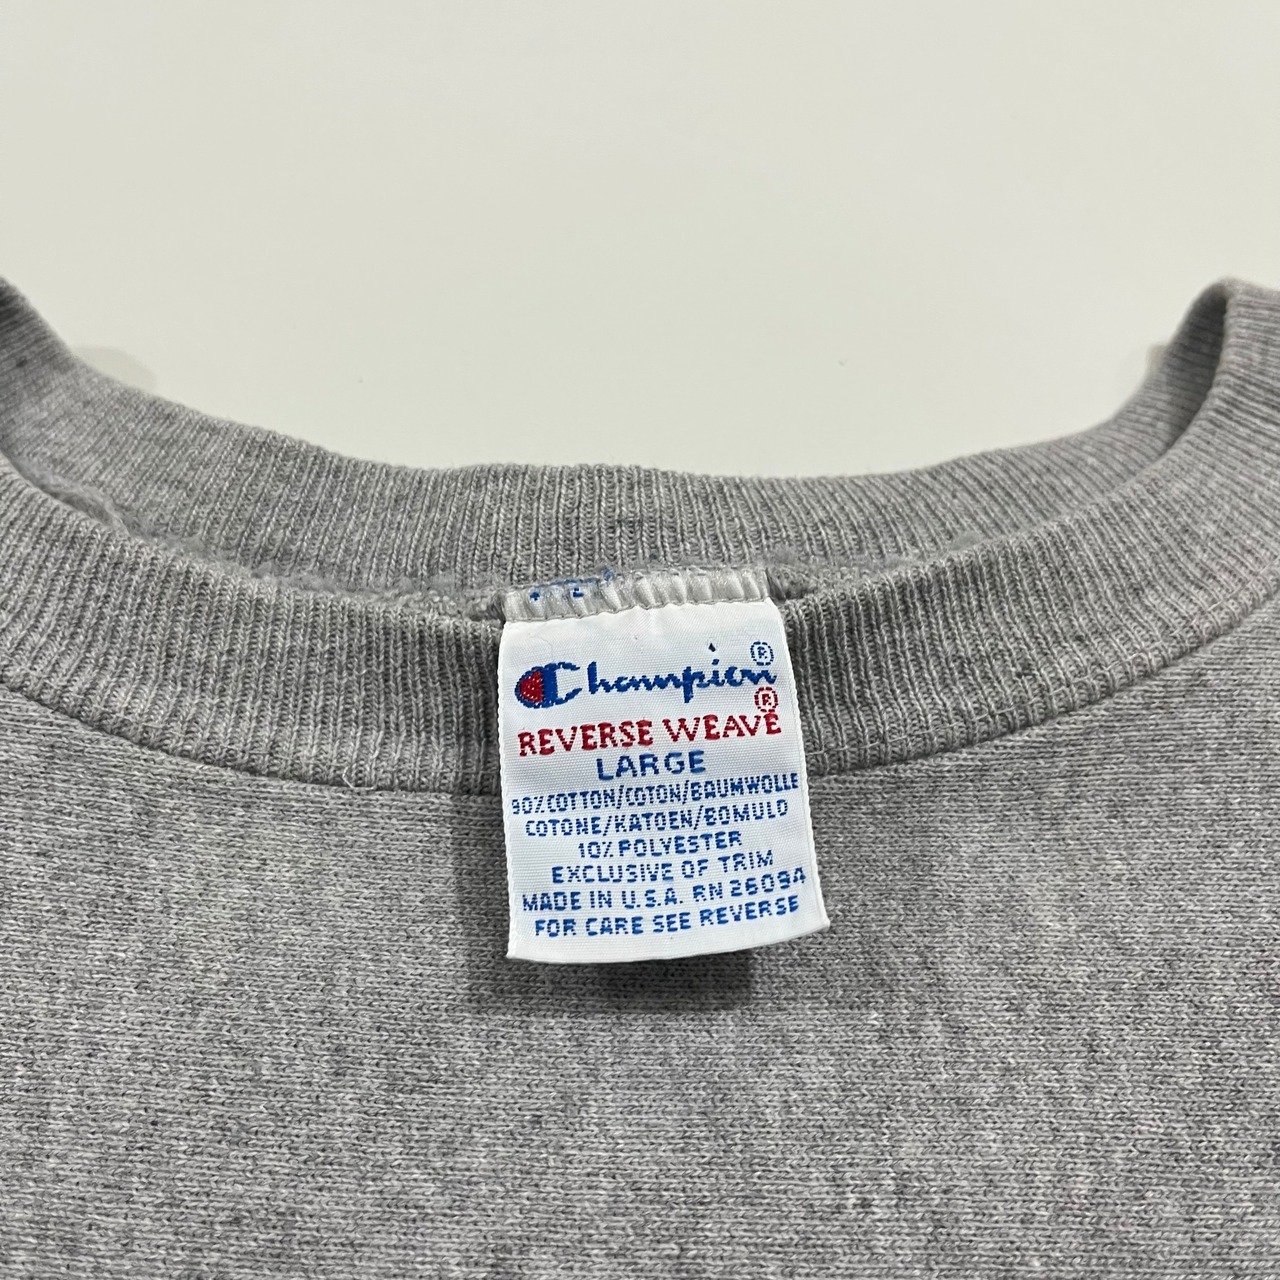 Champion®
REVERSE WEAVE®
LARGE
90% COTTON/COTON/BAUMWOLLE
COTONE/KATOEN/BOMULD
10% POLYESTER
EXCLUSIVE OF TRIM
MADE IN U.S.A. RN 26094
FOR CARE SEE REVERSE